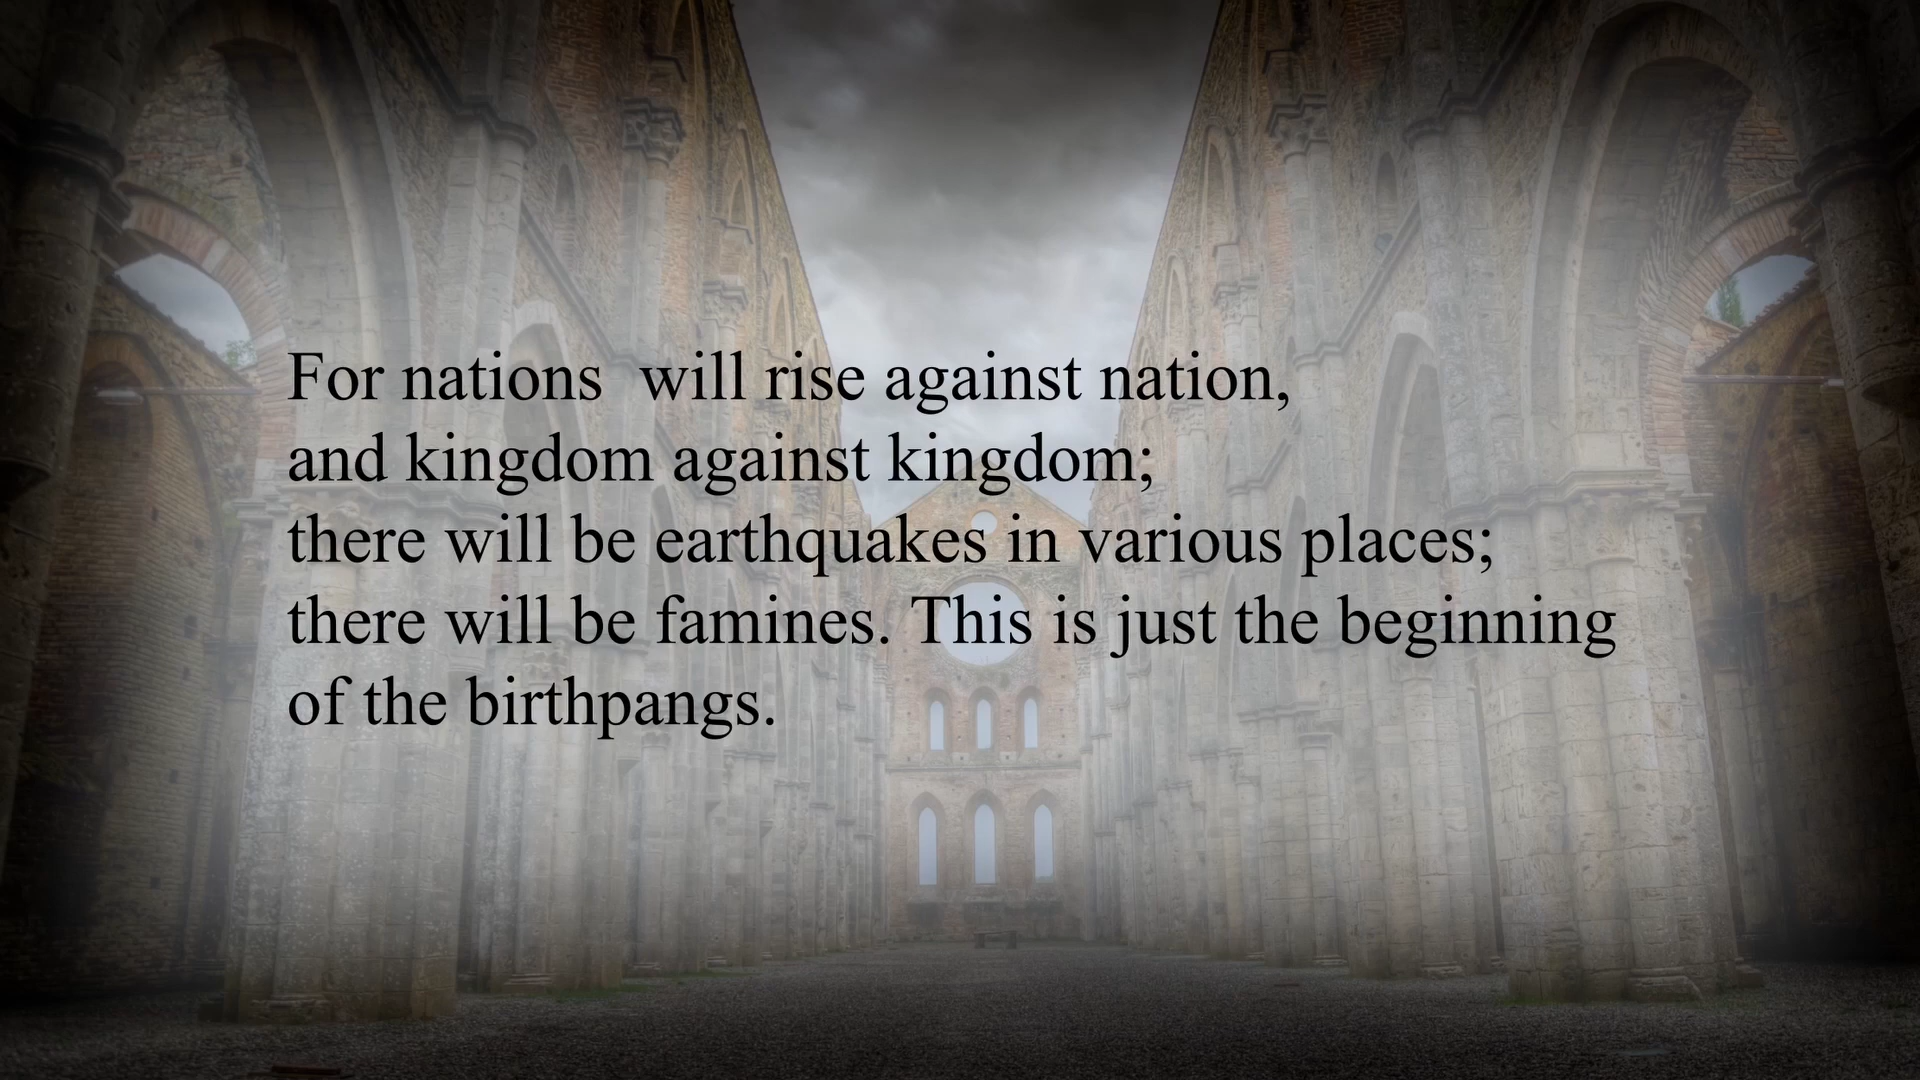 For nations  will rise against nation,
and kingdom against kingdom;
there will be earthquakes in various places;
there will be famines. This is just the beginning
of the birthpangs.